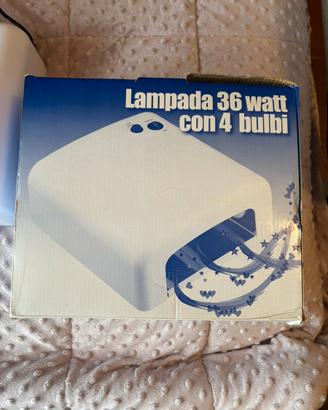 Lampada 36 watt
con 4 bulbi